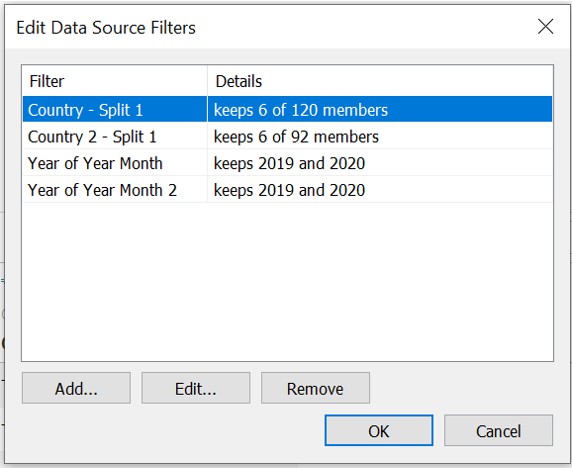 Edit Data Source Filters
Filter Details
Country - Split 1 keeps 6 of 120 members
Country 2 - Split 1 keeps 6 of 92 members
Year of Year Month keeps 2019 and 2020
Year of Year Month 2 keeps 2019 and 2020
Add... Edit... Remove
OK Cancel